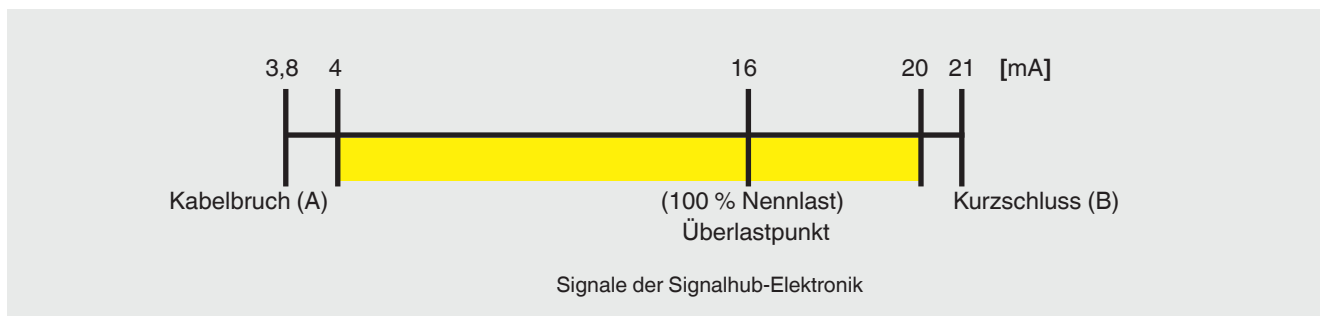 3,8 4 16 20 21 [mA]
Kabelbruch (A) (100 % Nennlast) Kurzschluss (B)
Überlastpunkt
Signale der Signalhub-Elektronik